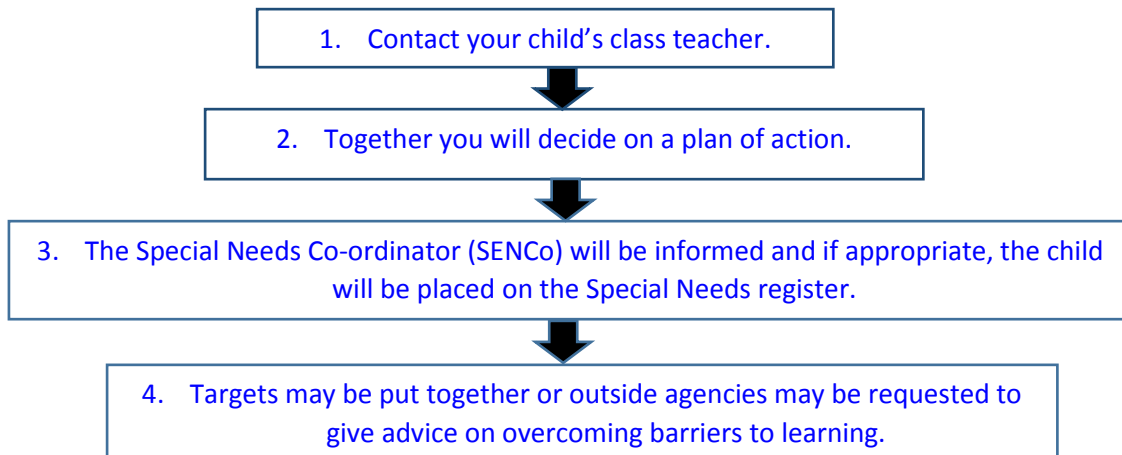 1. Contact your child’s class teacher.
2. Together you will decide on a plan of action.
3. The Special Needs Co-ordinator (SENCo) will be informed and if appropriate, the child
will be placed on the Special Needs register.
4. Targets may be put together or outside agencies may be requested to
give advice on overcoming barriers to learning.